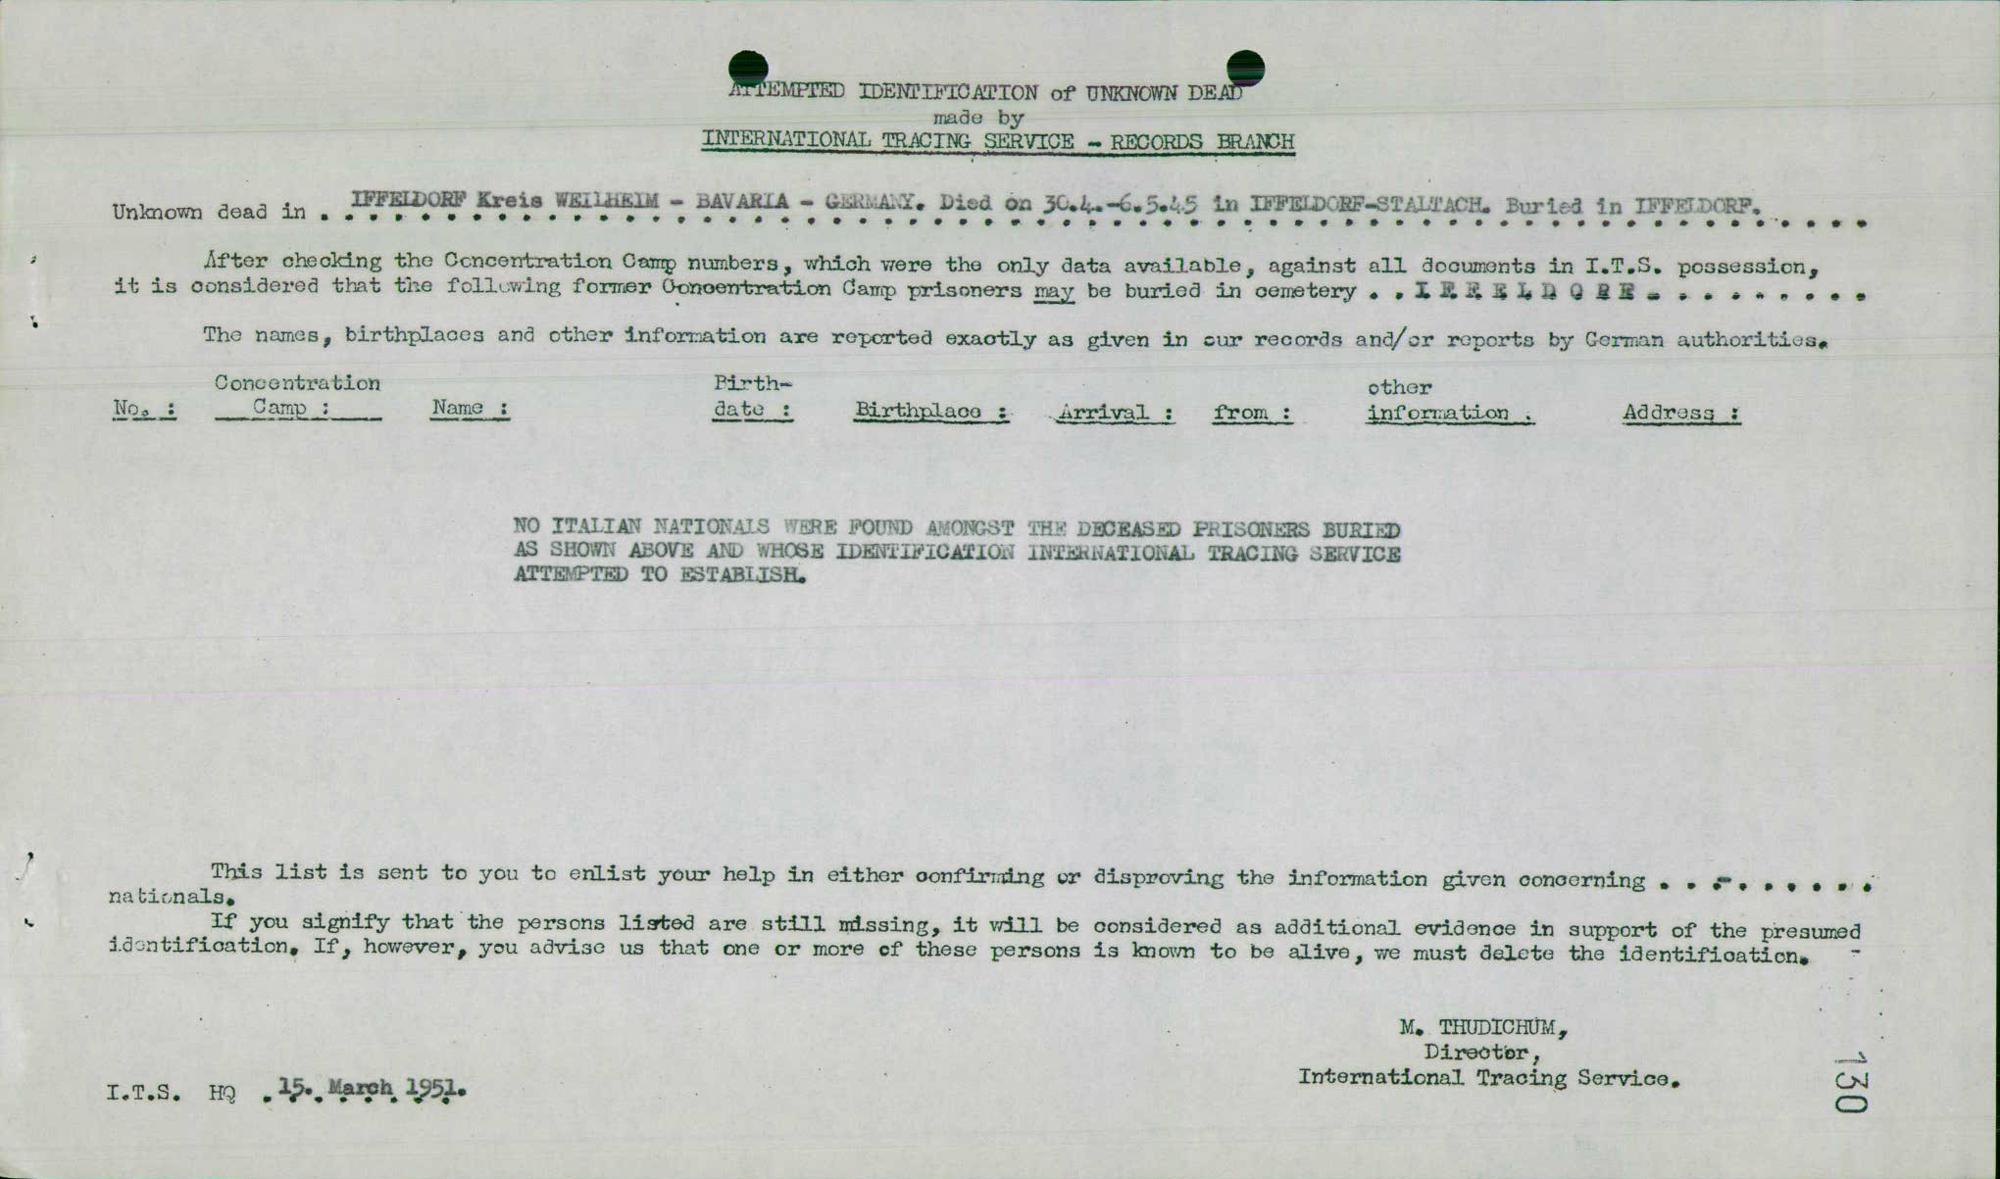 ATTEMPTED IDENTIFICATION of UNKNOWN DEAD
made by
INTERNATIONAL TRACING SERVICE - RECORDS BRANCH
Unknown dead in . IFFELDORF Kreis WEILHEIM - BAVARIA - GERMANY. Died on 30.4.-6.5.45 in IFFELDORF-STALTACH. Buried in IFFELDORF.
After checking the Concentration Camp numbers, which were the only data available, against all documents in I.T.S. possession,
it is considered that the following former Concentration Camp prisoners may be buried in cemetery . . I F F E L D O R F . . . . . . . . .
The names, birthplaces and other information are reported exactly as given in our records and/or reports by German authorities.
No. : Concentration Camp : Name : Birth-date : Birthplace : Arrival : from : other information : Address :
NO ITALIAN NATIONALS WERE FOUND AMONGST THE DECEASED PRISONERS BURIED
AS SHOWN ABOVE AND WHOSE IDENTIFICATION INTERNATIONAL TRACING SERVICE
ATTEMPTED TO ESTABLISH.
This list is sent to you to enlist your help in either confirming or disproving the information given concerning . . - . . . . . .
nationals.
If you signify that the persons listed are still missing, it will be considered as additional evidence in support of the presumed
identification. If, however, you advise us that one or more of these persons is known to be alive, we must delete the identification.
M. THUDICHUM,
Director,
International Tracing Service.
I.T.S. HQ . 15. March 1951.
130